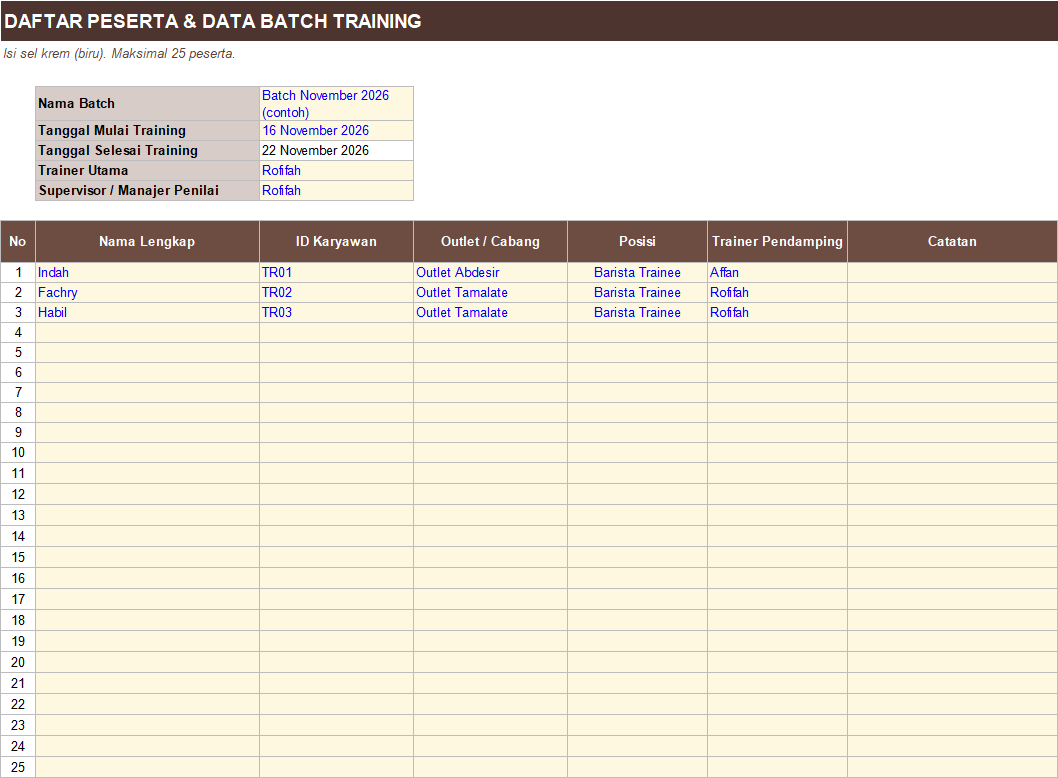 DAFTAR PESERTA & DATA BATCH TRAINING
Isi sel krem (biru). Maksimal 25 peserta.
Nama Batch Batch November 2026
(contoh)
Tanggal Mulai Training 16 November 2026
Tanggal Selesai Training 22 November 2026
Trainer Utama Rofifah
Supervisor / Manajer Penilai Rofifah
No Nama Lengkap ID Karyawan Outlet / Cabang Posisi Trainer Pendamping Catatan
1 Indah TR01 Outlet Abdesir Barista Trainee Affan
2 Fachry TR02 Outlet Tamalate Barista Trainee Rofifah
3 Habil TR03 Outlet Tamalate Barista Trainee Rofifah
4
5
6
7
8
9
10
11
12
13
14
15
16
17
18
19
20
21
22
23
24
25